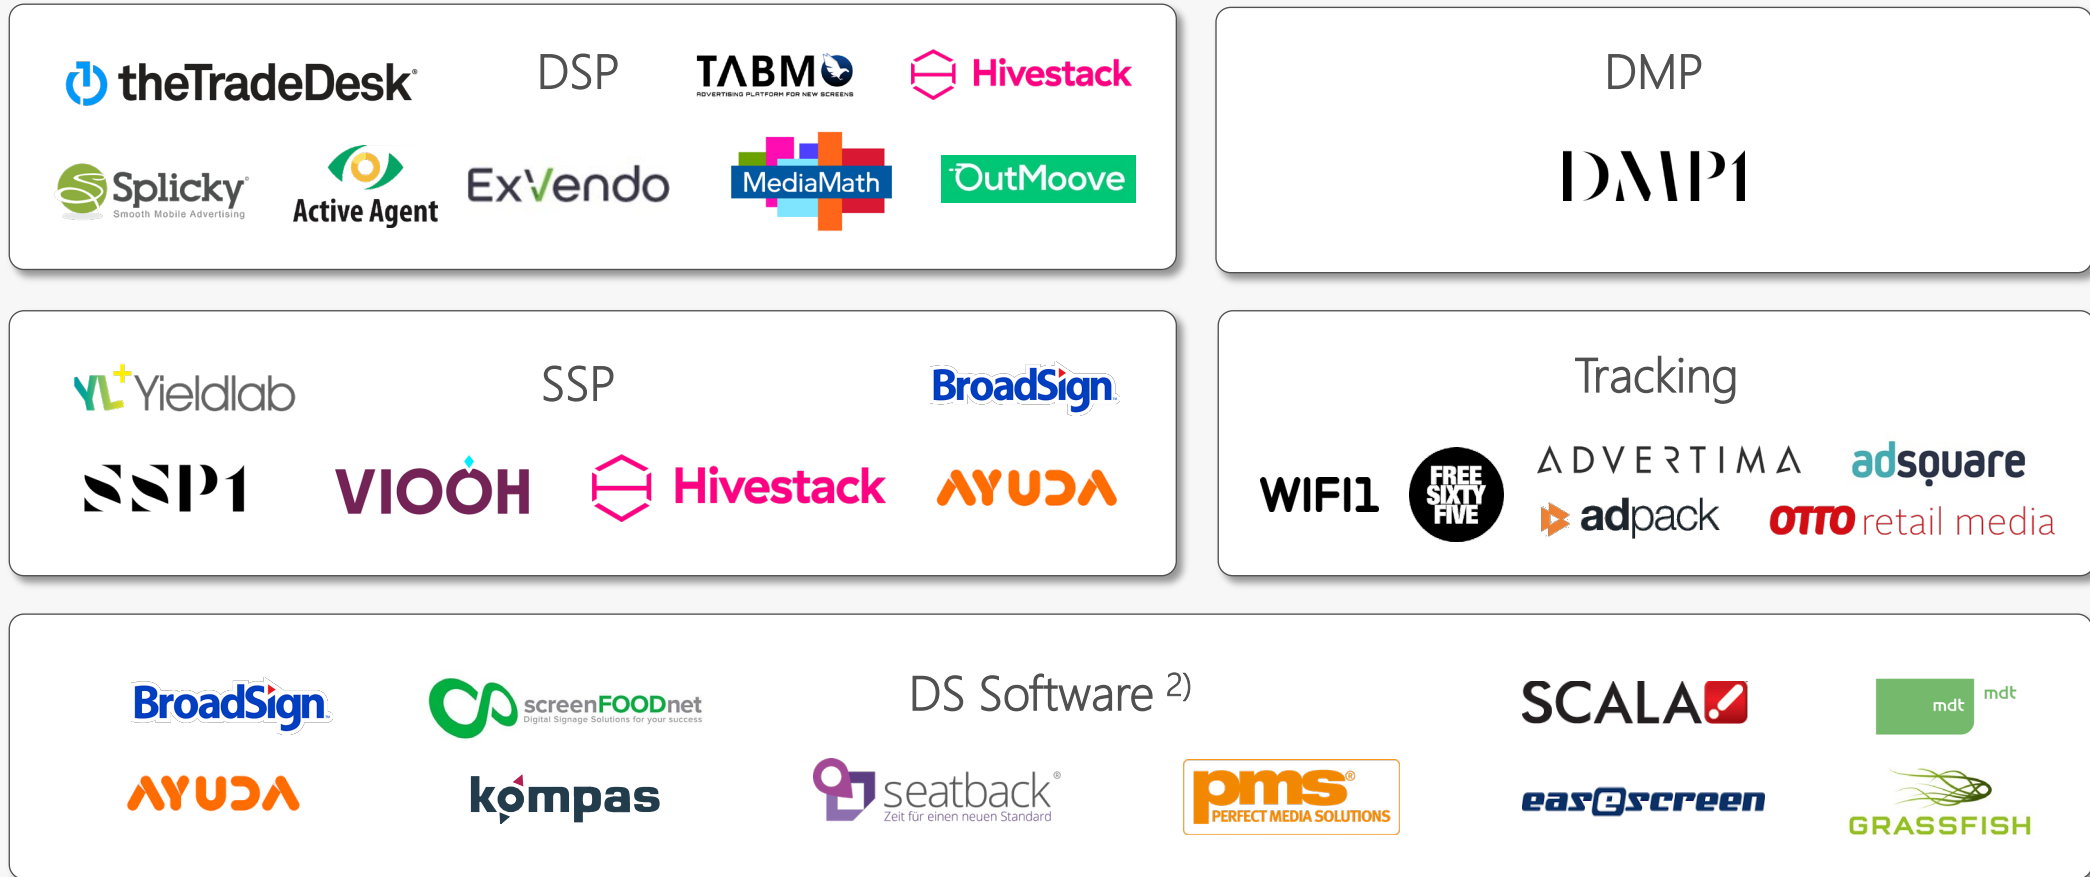 theTradeDesk®
DSP
TABMO
ADVERTISING PLATFORM FOR NEW SCREENS
Hivestack
Splicky®
Smooth Mobile Advertising
Active Agent
ExVendo
MediaMath
OutMoove
DMP
DMP1
YL+ Yieldlab
SSP
BroadSign
SSP1
VIOOH
Hivestack
AYUDA
Tracking
WIFI1
FREE
SIXTY
FIVE
ADVERTIMA
adsquare
adpack
OTTO retail media
BroadSign
screenFOODnet
Digital Signage Solutions for your success
DS Software 2)
SCALA
mdt
mdt
AYUDA
kompas
seatback®
Zeit für einen neuen Standard
pms®
PERFECT MEDIA SOLUTIONS
easescreen
GRASSFISH